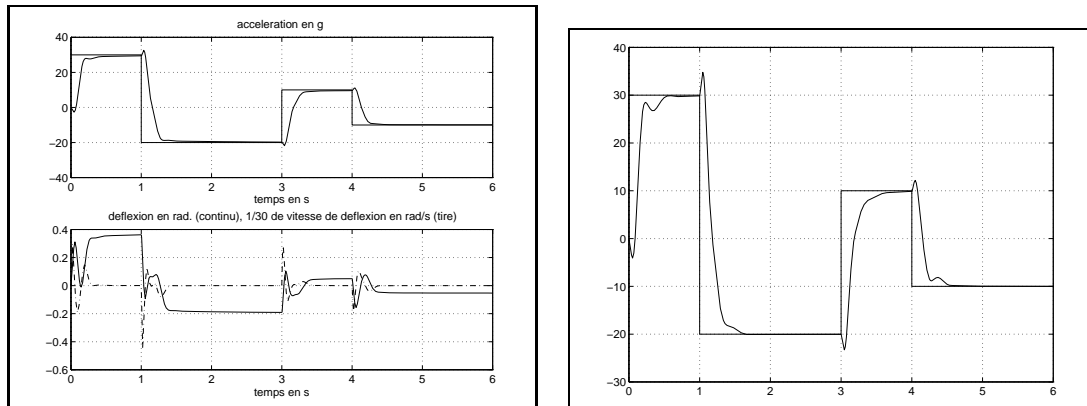 acceleration en g
40
20
0
−20
−40
0 1 2 3 4 5 6
temps en s
deflexion en rad. (continu), 1/30 de vitesse de deflexion en rad/s (tire)
0.4
0.2
0
−0.2
−0.4
−0.6
0 1 2 3 4 5 6
temps en s
40
30
20
10
0
−10
−20
−30
0 1 2 3 4 5 6